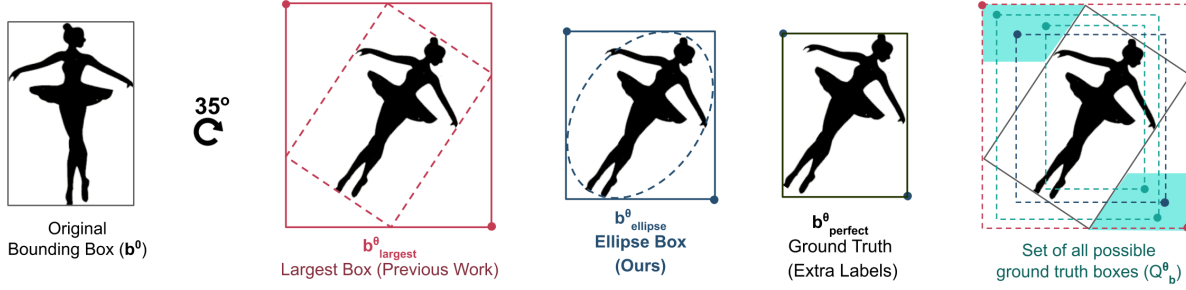 Original
Bounding Box (b⁰)
35º
bᶿlargest
Largest Box (Previous Work)
bᶿellipse
Ellipse Box
(Ours)
bᶿperfect
Ground Truth
(Extra Labels)
Set of all possible
ground truth boxes (Qᶿb)